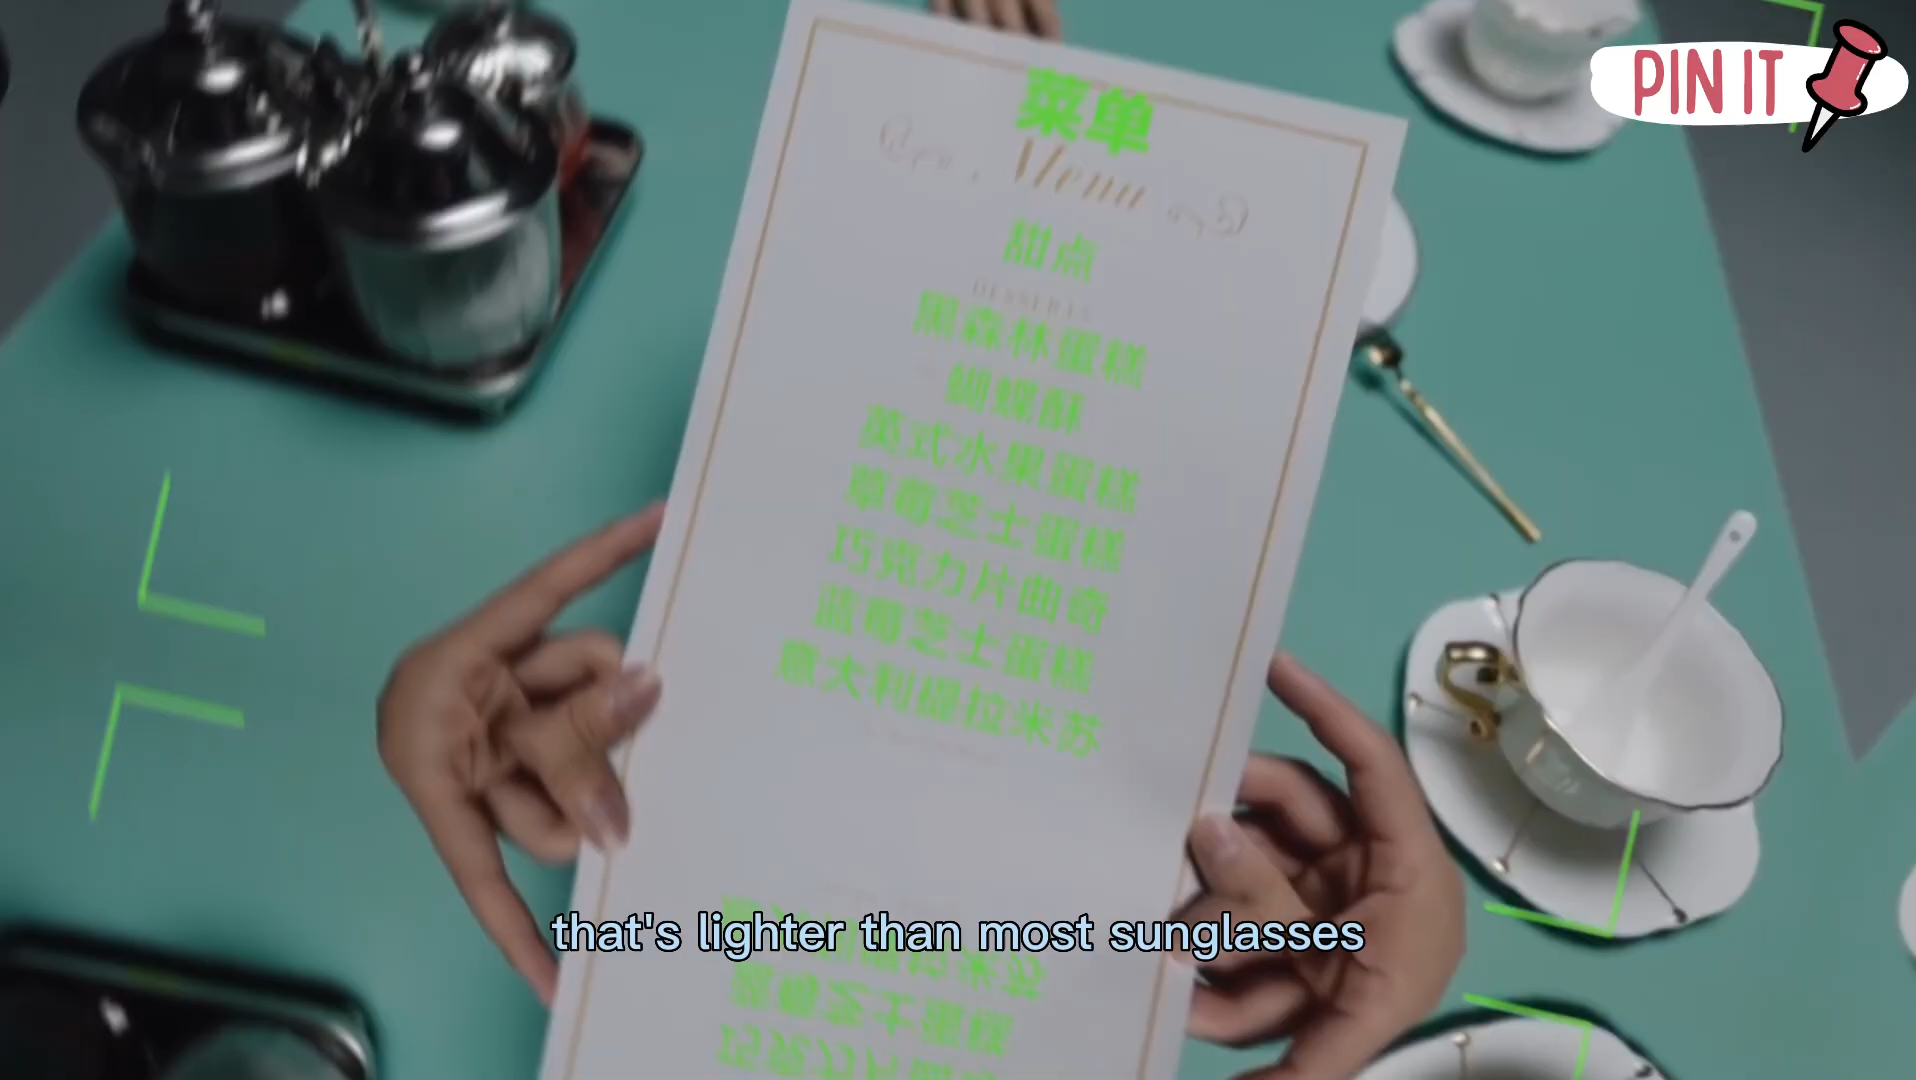 PIN IT
菜单
Menu
甜点
DESSERTS
黑森林蛋糕
蝴蝶酥
英式水果蛋糕
草莓芝士蛋糕
巧克力片曲奇
蓝莓芝士蛋糕
意大利提拉米苏
that's lighter than most sunglasses